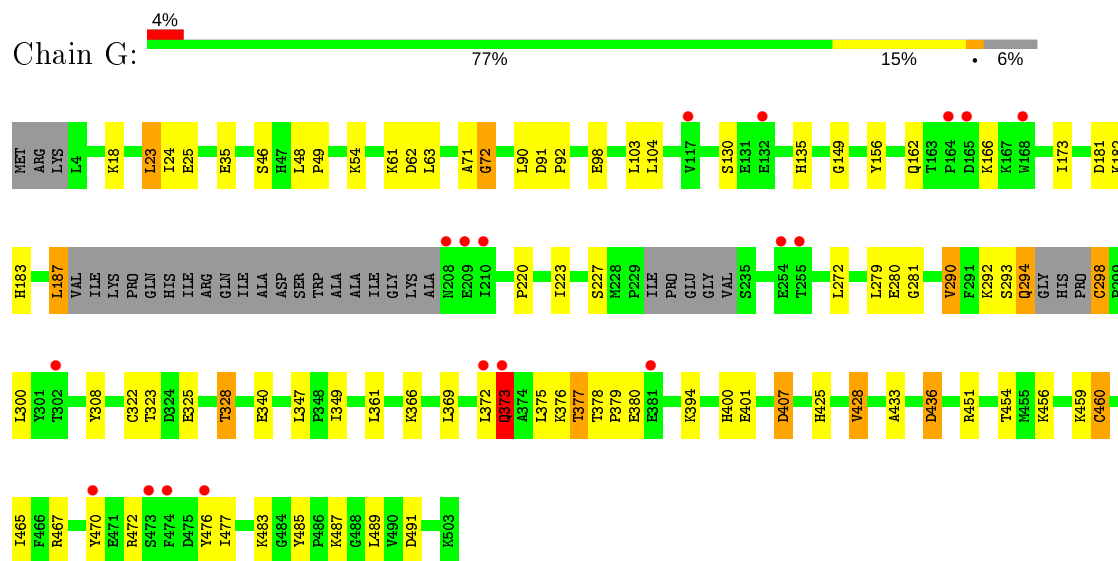 4%
Chain G:
77% 15% • 6%
MET ARG LYS L4 K18 L23 I24 E25 E35 S46 H47 L48 P49 K54 K61 D62 L63 A71 G72 L90 D91 P92 E98 L103 L104 V117 S130 E131 E132 H135 G149 Y156 Q162 T163 P164 D165 K166 K167 W168 I173 D181 K182
H183 L187 VAL ILE LYS PRO GLN HIS ILE ARG GLN ILE ALA ASP SER TRP ALA ALA ILE GLY LYS ALA N208 E209 I210 P220 I223 S227 M228 P229 ILE PRO GLU GLY VAL S235 E254 T255 L272 L279 E280 G281 V290 F291 K292 S293 Q294 GLY HIS PRO C298 P299
L300 Y301 T302 Y308 C322 T323 D324 E325 T328 E340 L347 P348 I349 L361 K366 L369 L372 Q373 A374 L375 K376 T377 T378 P379 E380 E381 K394 H400 E401 D407 H425 V428 A433 D436 R451 T454 M455 K456 K459 C460
I465 F466 R467 Y470 E471 R472 S473 F474 D475 Y476 I477 K483 G484 Y485 P486 K487 G488 L489 V490 D491 K503